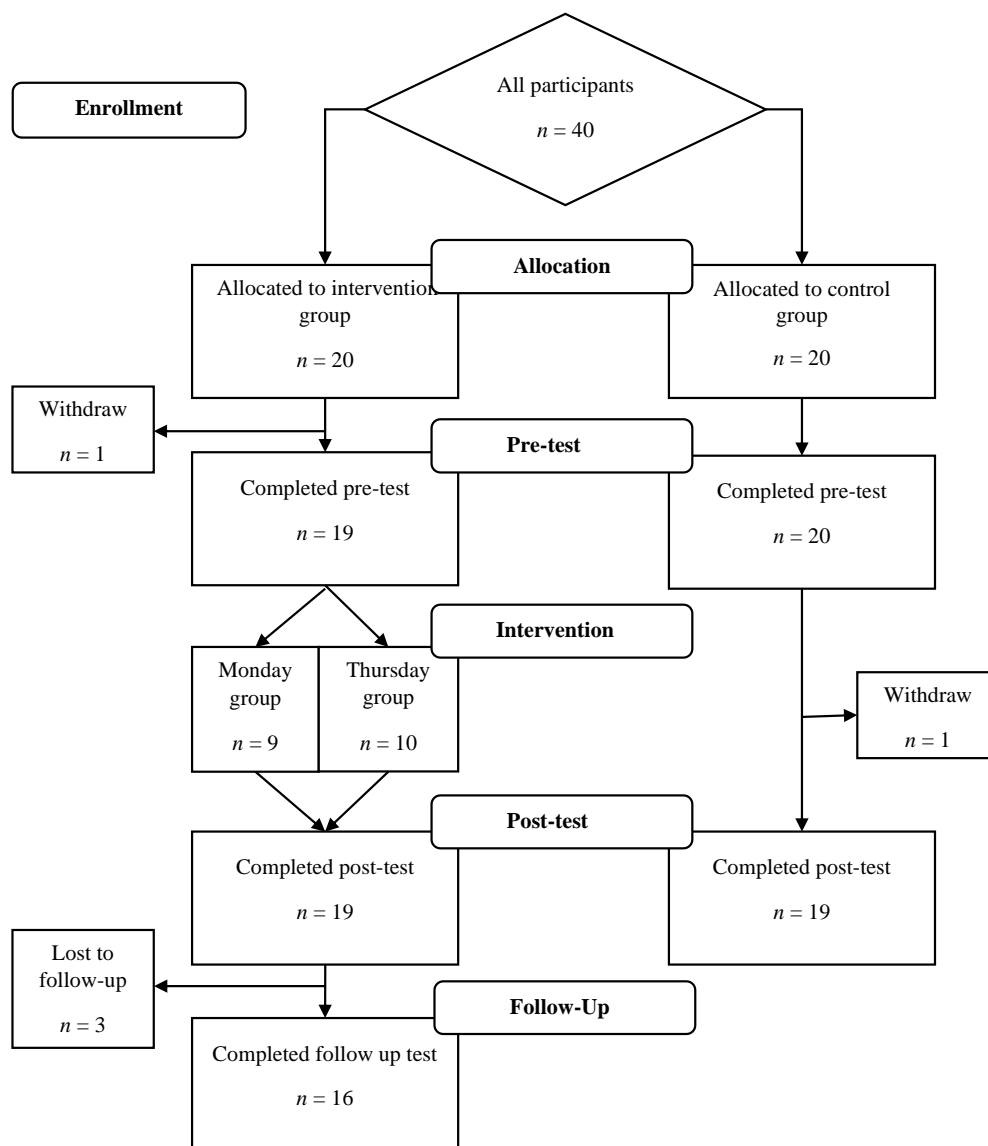 All participants
n = 40
Enrollment
Allocation
Allocated to intervention
group
n = 20
Allocated to control
group
n = 20
Withdraw
n = 1
Pre-test
Completed pre-test
n = 19
Completed pre-test
n = 20
Intervention
Monday
group
n = 9
Thursday
group
n = 10
Withdraw
n = 1
Post-test
Completed post-test
n = 19
Completed post-test
n = 19
Lost to
follow-up
n = 3
Follow-Up
Completed follow up test
n = 16